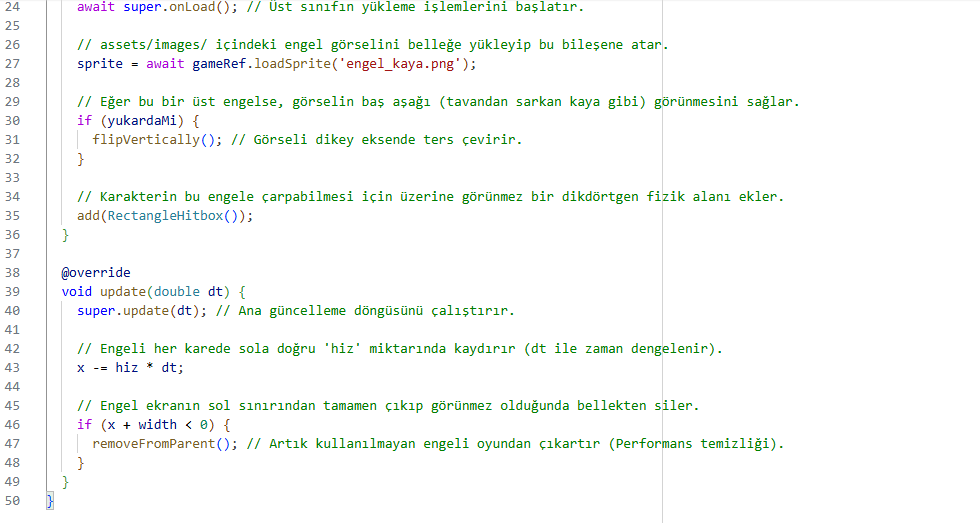 24 await super.onLoad(); // Üst sınıfın yükleme işlemlerini başlatır.
25
26 // assets/images/ içindeki engel görselini belleğe yükleyip bu bileşene atar.
27 sprite = await gameRef.loadSprite('engel_kaya.png');
28
29 // Eğer bu bir üst engelse, görselin baş aşağı (tavandan sarkan kaya gibi) görünmesini sağlar.
30 if (yukardaMi) {
31 flipVertically(); // Görseli dikey eksende ters çevirir.
32 }
33
34 // Karakterin bu engele çarpabilmesi için üzerine görünmez bir dikdörtgen fizik alanı ekler.
35 add(RectangleHitbox());
36 }
37
38 @override
39 void update(double dt) {
40 super.update(dt); // Ana güncelleme döngüsünü çalıştırır.
41
42 // Engeli her karede sola doğru 'hiz' miktarında kaydırır (dt ile zaman dengelenir).
43 x -= hiz * dt;
44
45 // Engel ekranın sol sınırından tamamen çıkıp görünmez olduğunda bellekten siler.
46 if (x + width < 0) {
47 removeFromParent(); // Artık kullanılmayan engeli oyundan çıkartır (Performans temizliği).
48 }
49 }
50 }